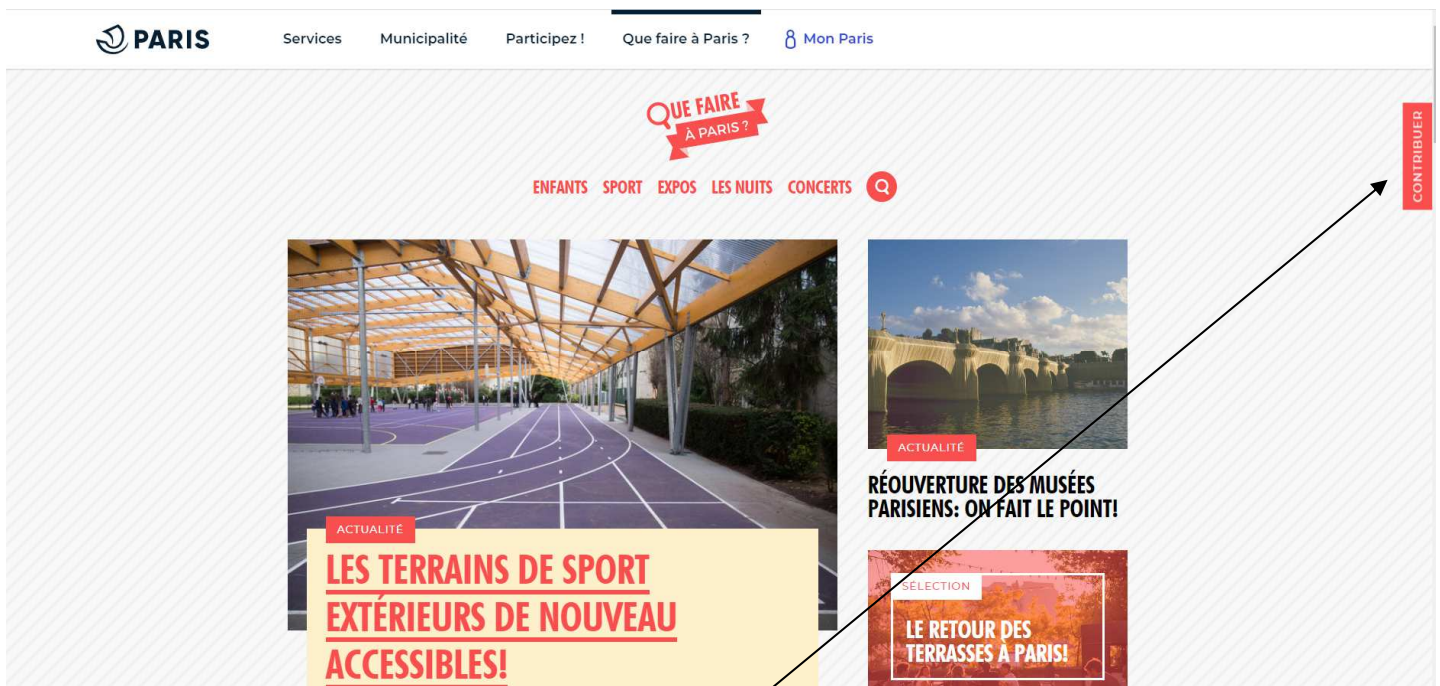 PARIS
Services
Municipalité
Participez !
Que faire à Paris ?
Mon Paris
QUE FAIRE
À PARIS ?
CONTRIBUER
ENFANTS SPORT EXPOS LES NUITS CONCERTS
ACTUALITÉ
LES TERRAINS DE SPORT
EXTÉRIEURS DE NOUVEAU
ACCESSIBLES!
ACTUALITÉ
RÉOUVERTURE DES MUSÉES
PARISIENS: ON FAIT LE POINT!
SÉLECTION
LE RETOUR DES
TERRASSES À PARIS!